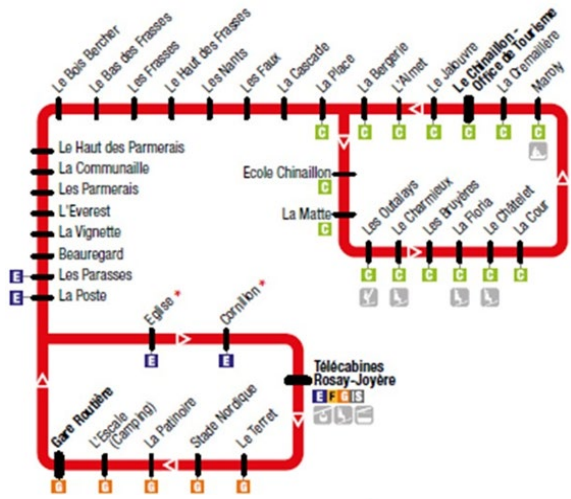 Le Bois Bercher
Le Bas des Frasses
Les Frasses
Le Haut des Frasses
Les Nants
Les Faux
La Cascade
La Place
La Bergerie
L'Almet
Le Jalouvre
Le Chinaillon -
Office de Tourisme
La Cremaillère
Maroly
C
C
C
C
C
C
C
Le Haut des Parmerais
La Communaille
Les Parmerais
L'Everest
La Vignette
Beauregard
E Les Parasses
E La Poste
Ecole Chinaillon
C
La Matte
C
Les Outalays
Le Charmieux
Les Bruyères
La Floria
Le Châtelet
La Cour
C
C
C
C
C
C
Eglise *
Cornillon *
E
E
Télécabines
Rosay-Joyère
E F G S
Gare Routière
L'Escale
(Camping)
La Patinoire
Stade Nordique
Le Terret
G
G
G
G
G